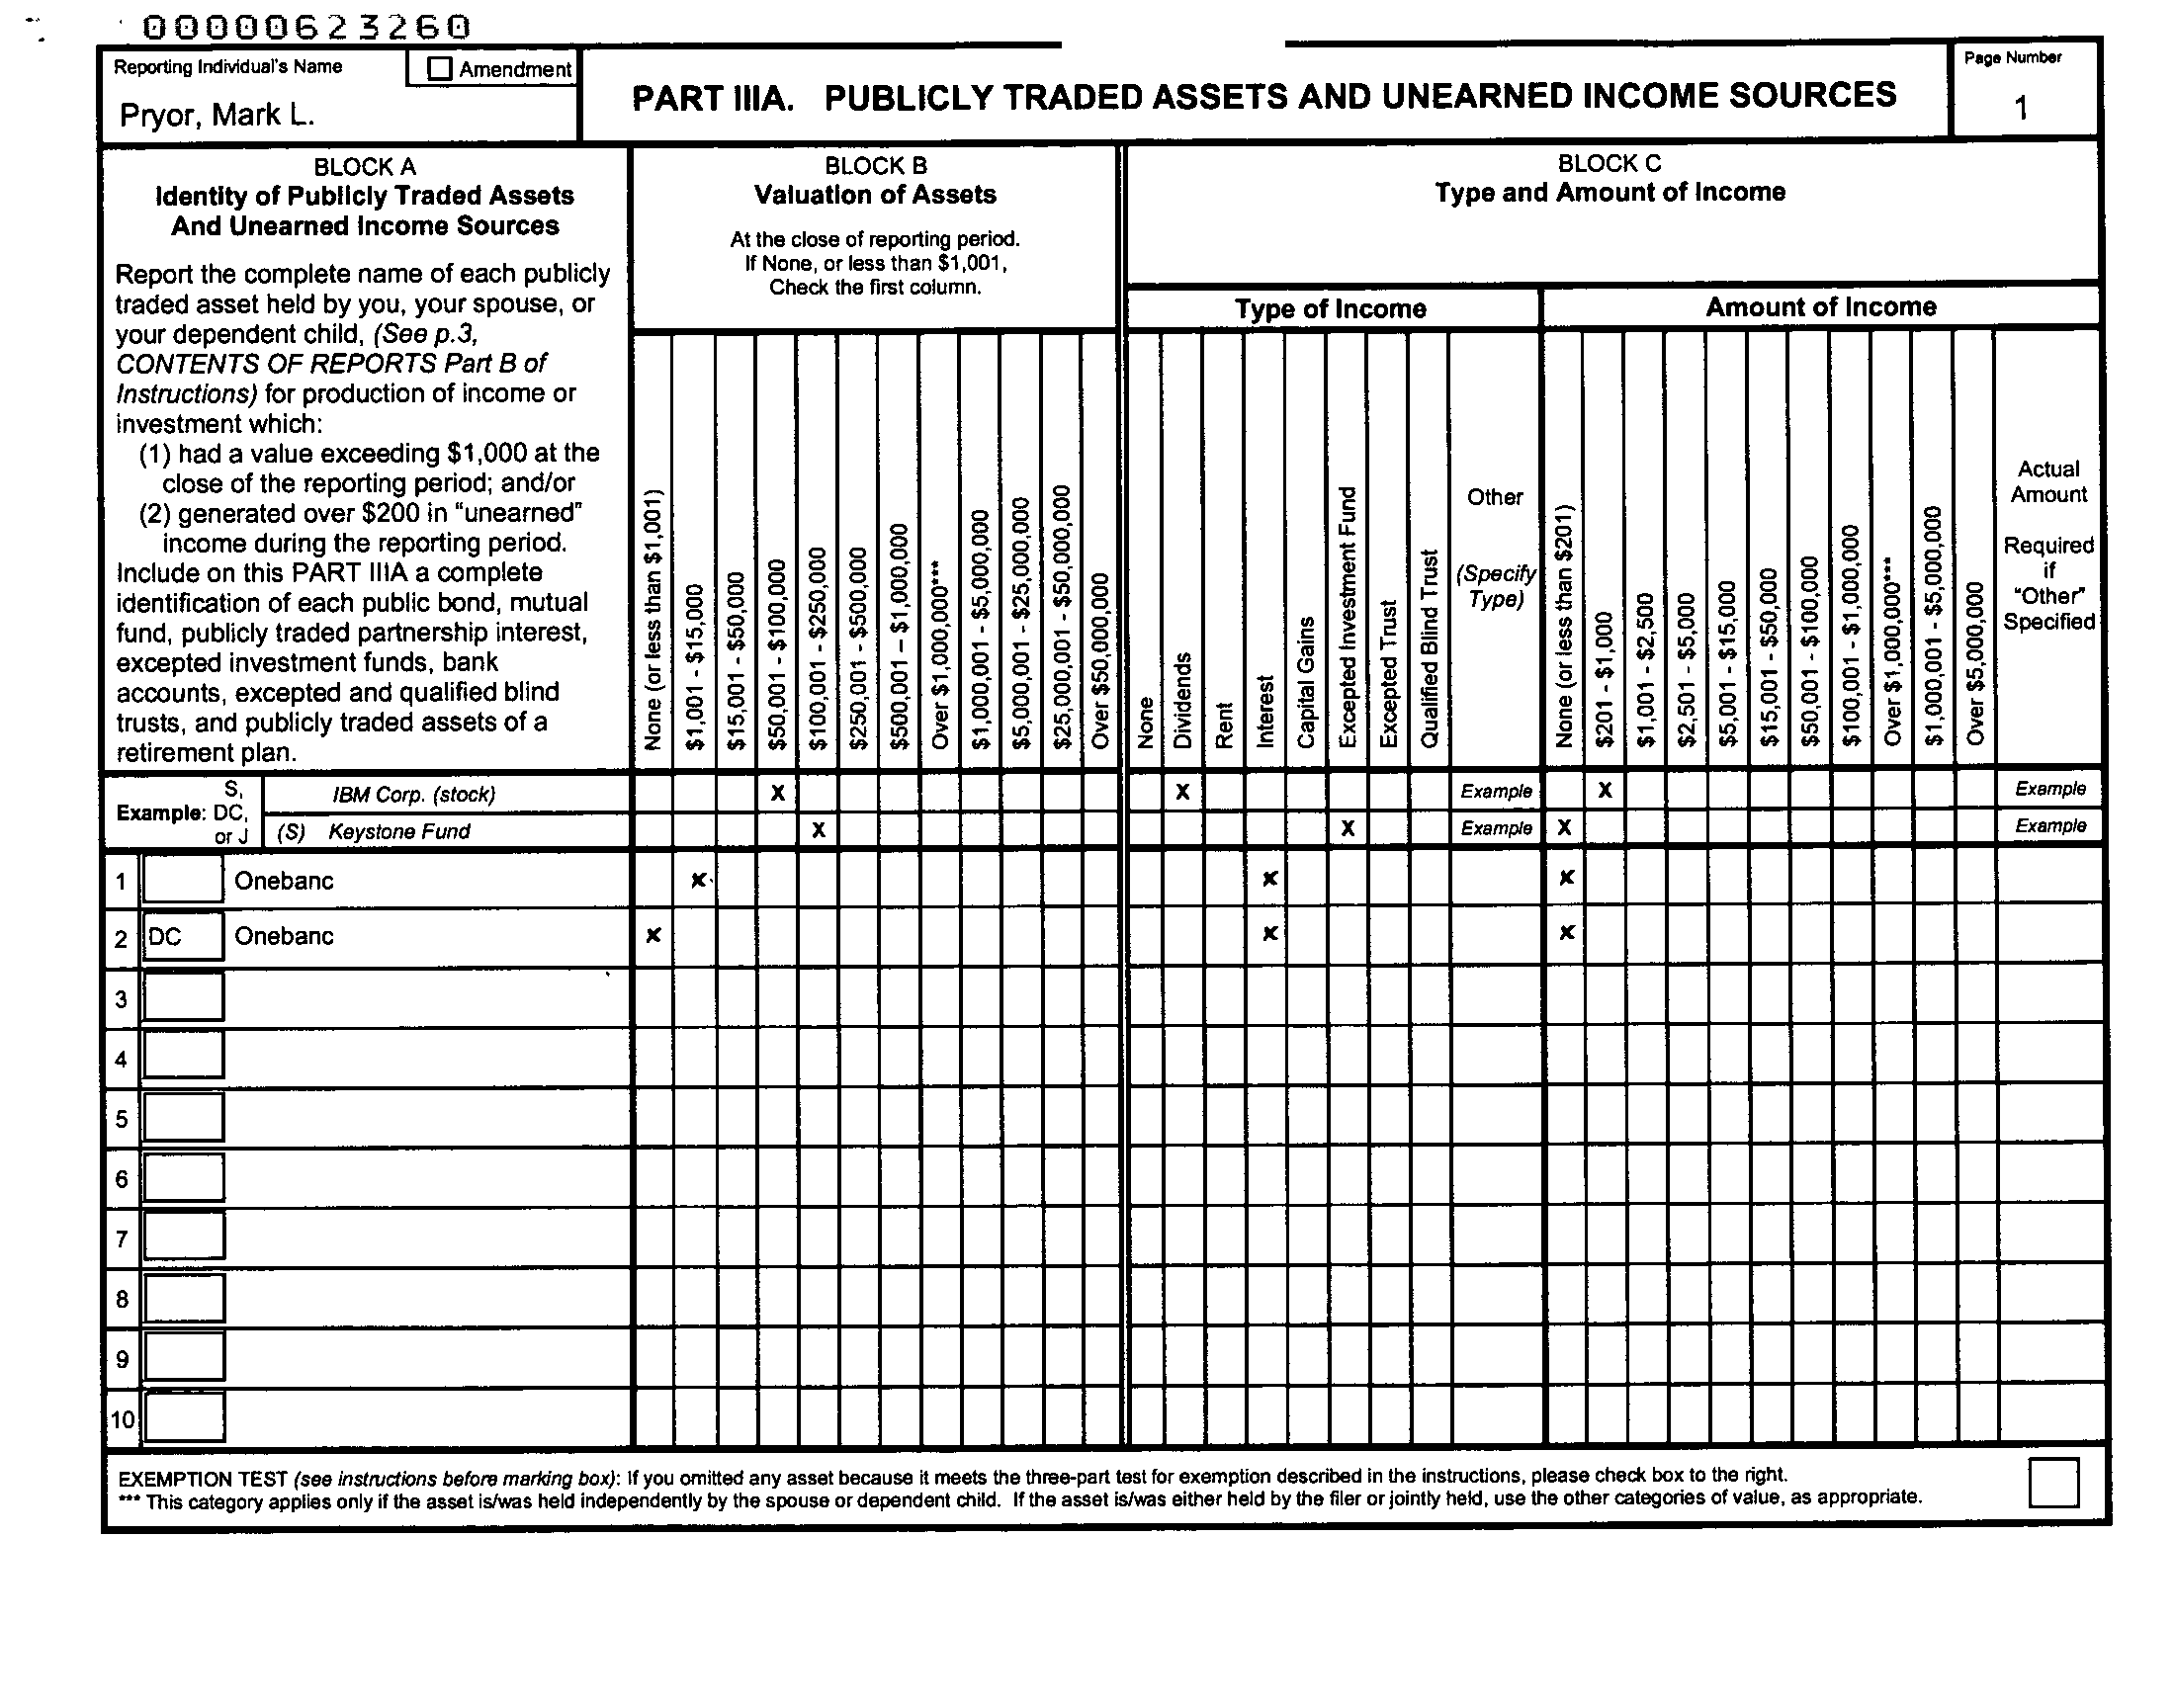 00000623260
Reporting Individual's Name
☐ Amendment
Pryor, Mark L.
PART IIIA. PUBLICLY TRADED ASSETS AND UNEARNED INCOME SOURCES
Page Number
1
BLOCK A
Identity of Publicly Traded Assets
And Unearned Income Sources
Report the complete name of each publicly
traded asset held by you, your spouse, or
your dependent child, (See p.3,
CONTENTS OF REPORTS Part B of
Instructions) for production of income or
investment which:
(1) had a value exceeding $1,000 at the
close of the reporting period; and/or
(2) generated over $200 in "unearned"
income during the reporting period.
Include on this PART IIIA a complete
identification of each public bond, mutual
fund, publicly traded partnership interest,
excepted investment funds, bank
accounts, excepted and qualified blind
trusts, and publicly traded assets of a
retirement plan.
BLOCK B
Valuation of Assets
At the close of reporting period.
If None, or less than $1,001,
Check the first column.
None (or less than $1,001)
$1,001 - $15,000
$15,001 - $50,000
$50,001 - $100,000
$100,001 - $250,000
$250,001 - $500,000
$500,001 – $1,000,000
Over $1,000,000***
$1,000,001 - $5,000,000
$5,000,001 - $25,000,000
$25,000,001 - $50,000,000
Over $50,000,000
BLOCK C
Type and Amount of Income
Type of Income
None
Dividends
Rent
Interest
Capital Gains
Excepted Investment Fund
Excepted Trust
Qualified Blind Trust
Other
(Specify
Type)
Amount of Income
None (or less than $201)
$201 - $1,000
$1,001 - $2,500
$2,501 - $5,000
$5,001 - $15,000
$15,001 - $50,000
$50,001 - $100,000
$100,001 - $1,000,000
Over $1,000,000***
$1,000,001 - $5,000,000
Over $5,000,000
Actual
Amount
Required
if
"Other"
Specified
Example: S, DC, or J
IBM Corp. (stock) X X Example X Example
(S) Keystone Fund X X Example X Example
1 Onebanc x x x
2 DC Onebanc x x x
3
4
5
6
7
8
9
10
EXEMPTION TEST (see instructions before marking box): If you omitted any asset because it meets the three-part test for exemption described in the instructions, please check box to the right.
*** This category applies only if the asset is/was held independently by the spouse or dependent child. If the asset is/was either held by the filer or jointly held, use the other categories of value, as appropriate.